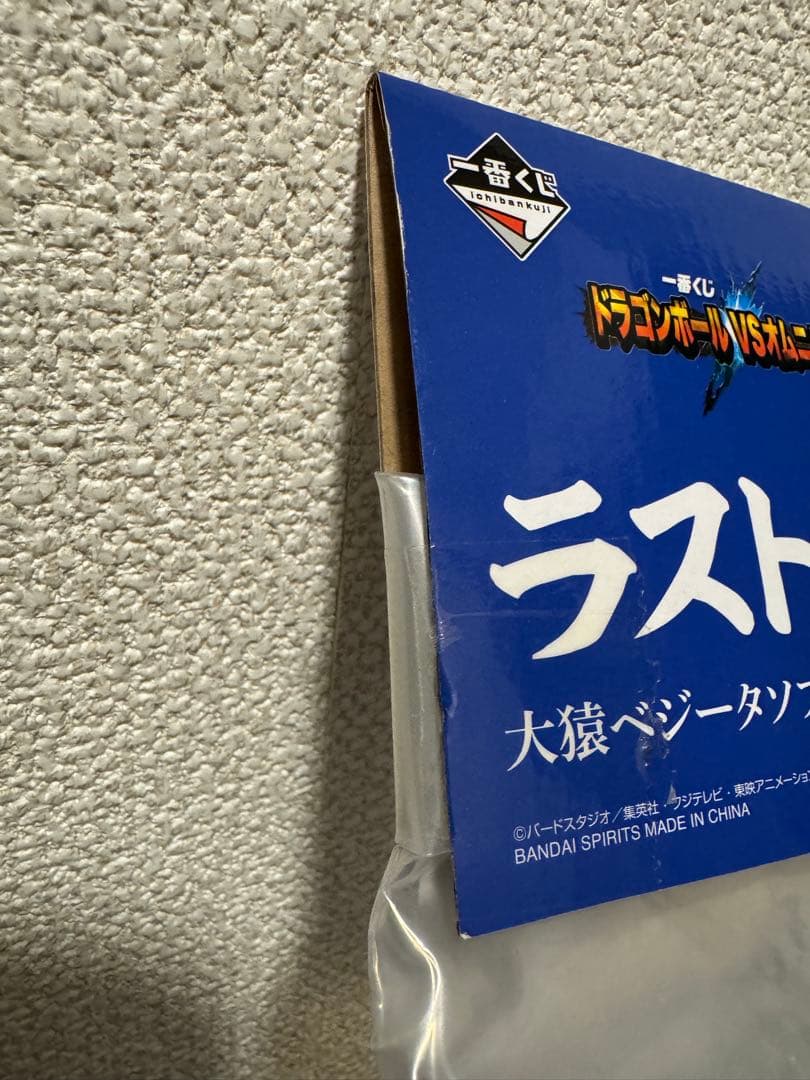 一番くじ
ichibankuji
一番くじ
ドラゴンボール VSオムニ
ラスト
大猿ベジータソフ
©バードスタジオ/集英社・フジテレビ・東映アニメーション
BANDAI SPIRITS MADE IN CHINA